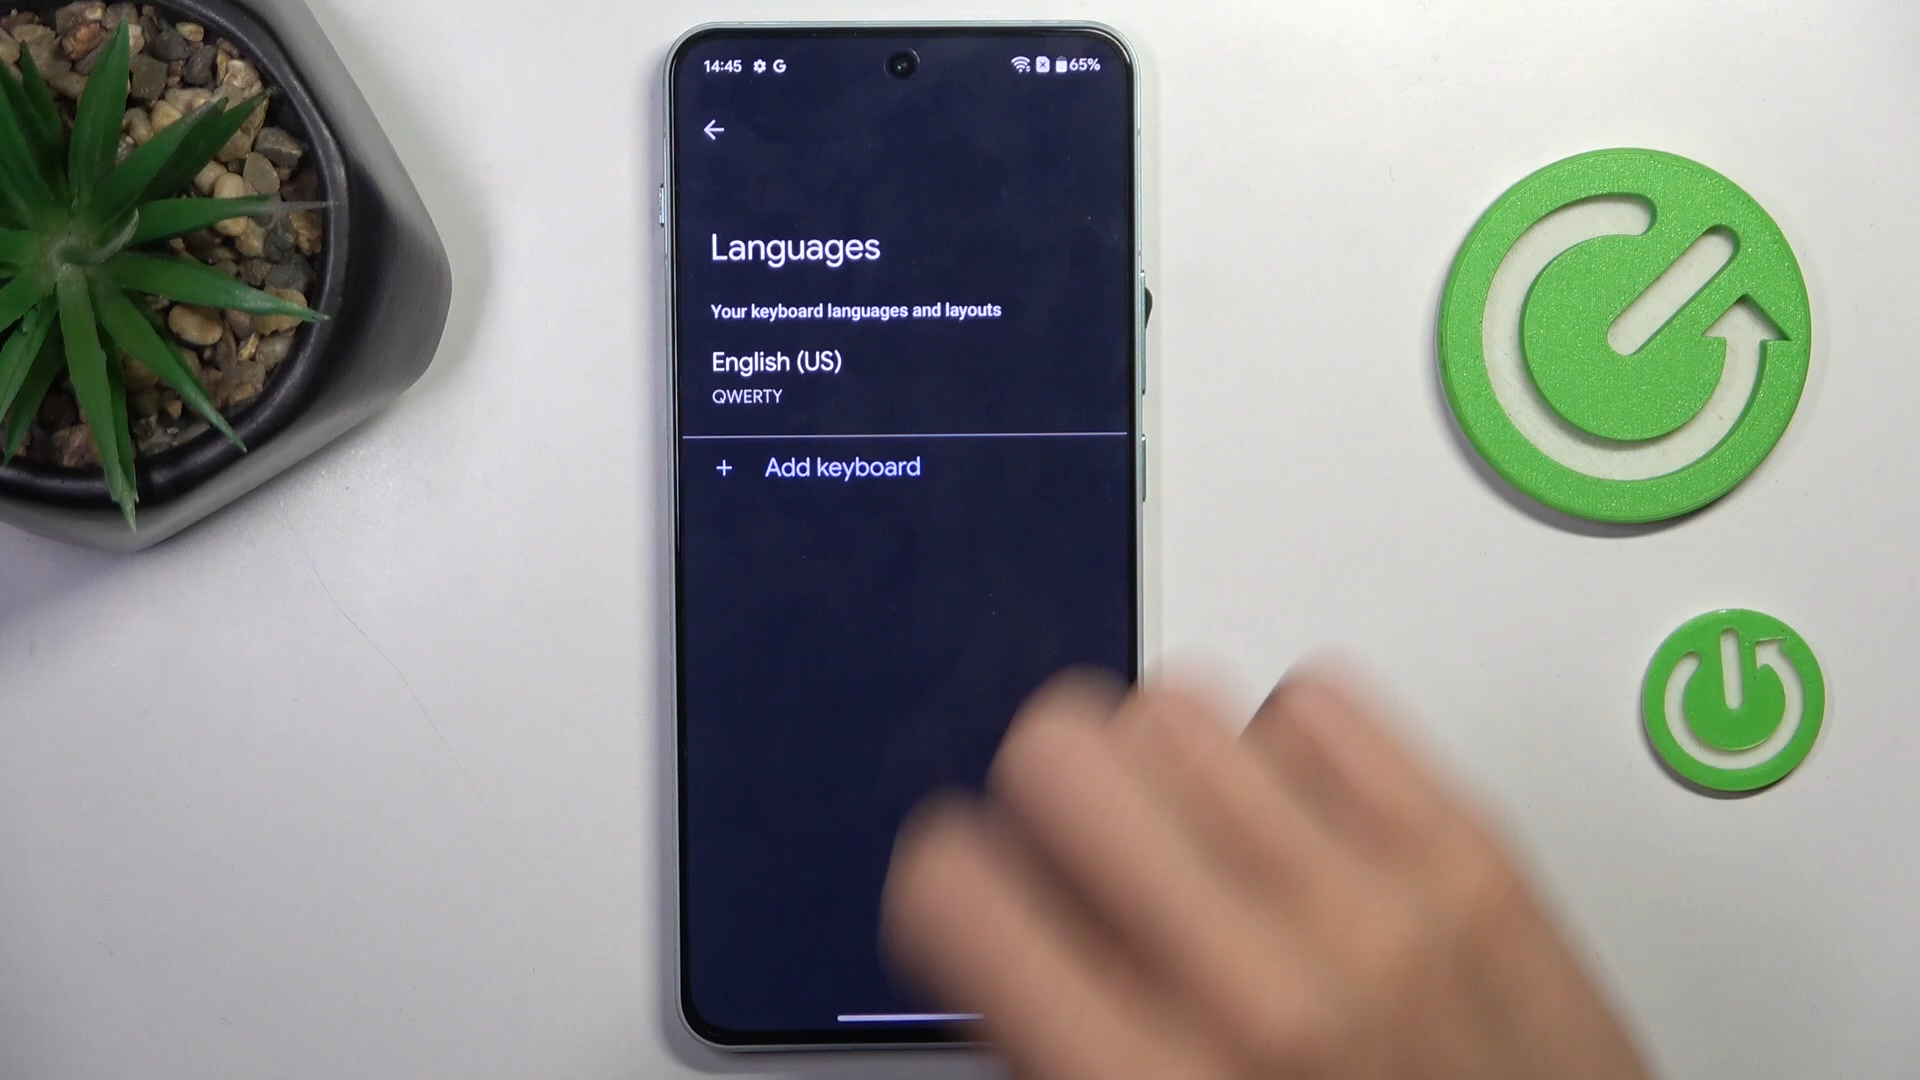 14:45 G 65%
Languages
Your keyboard languages and layouts
English (US)
QWERTY
+ Add keyboard